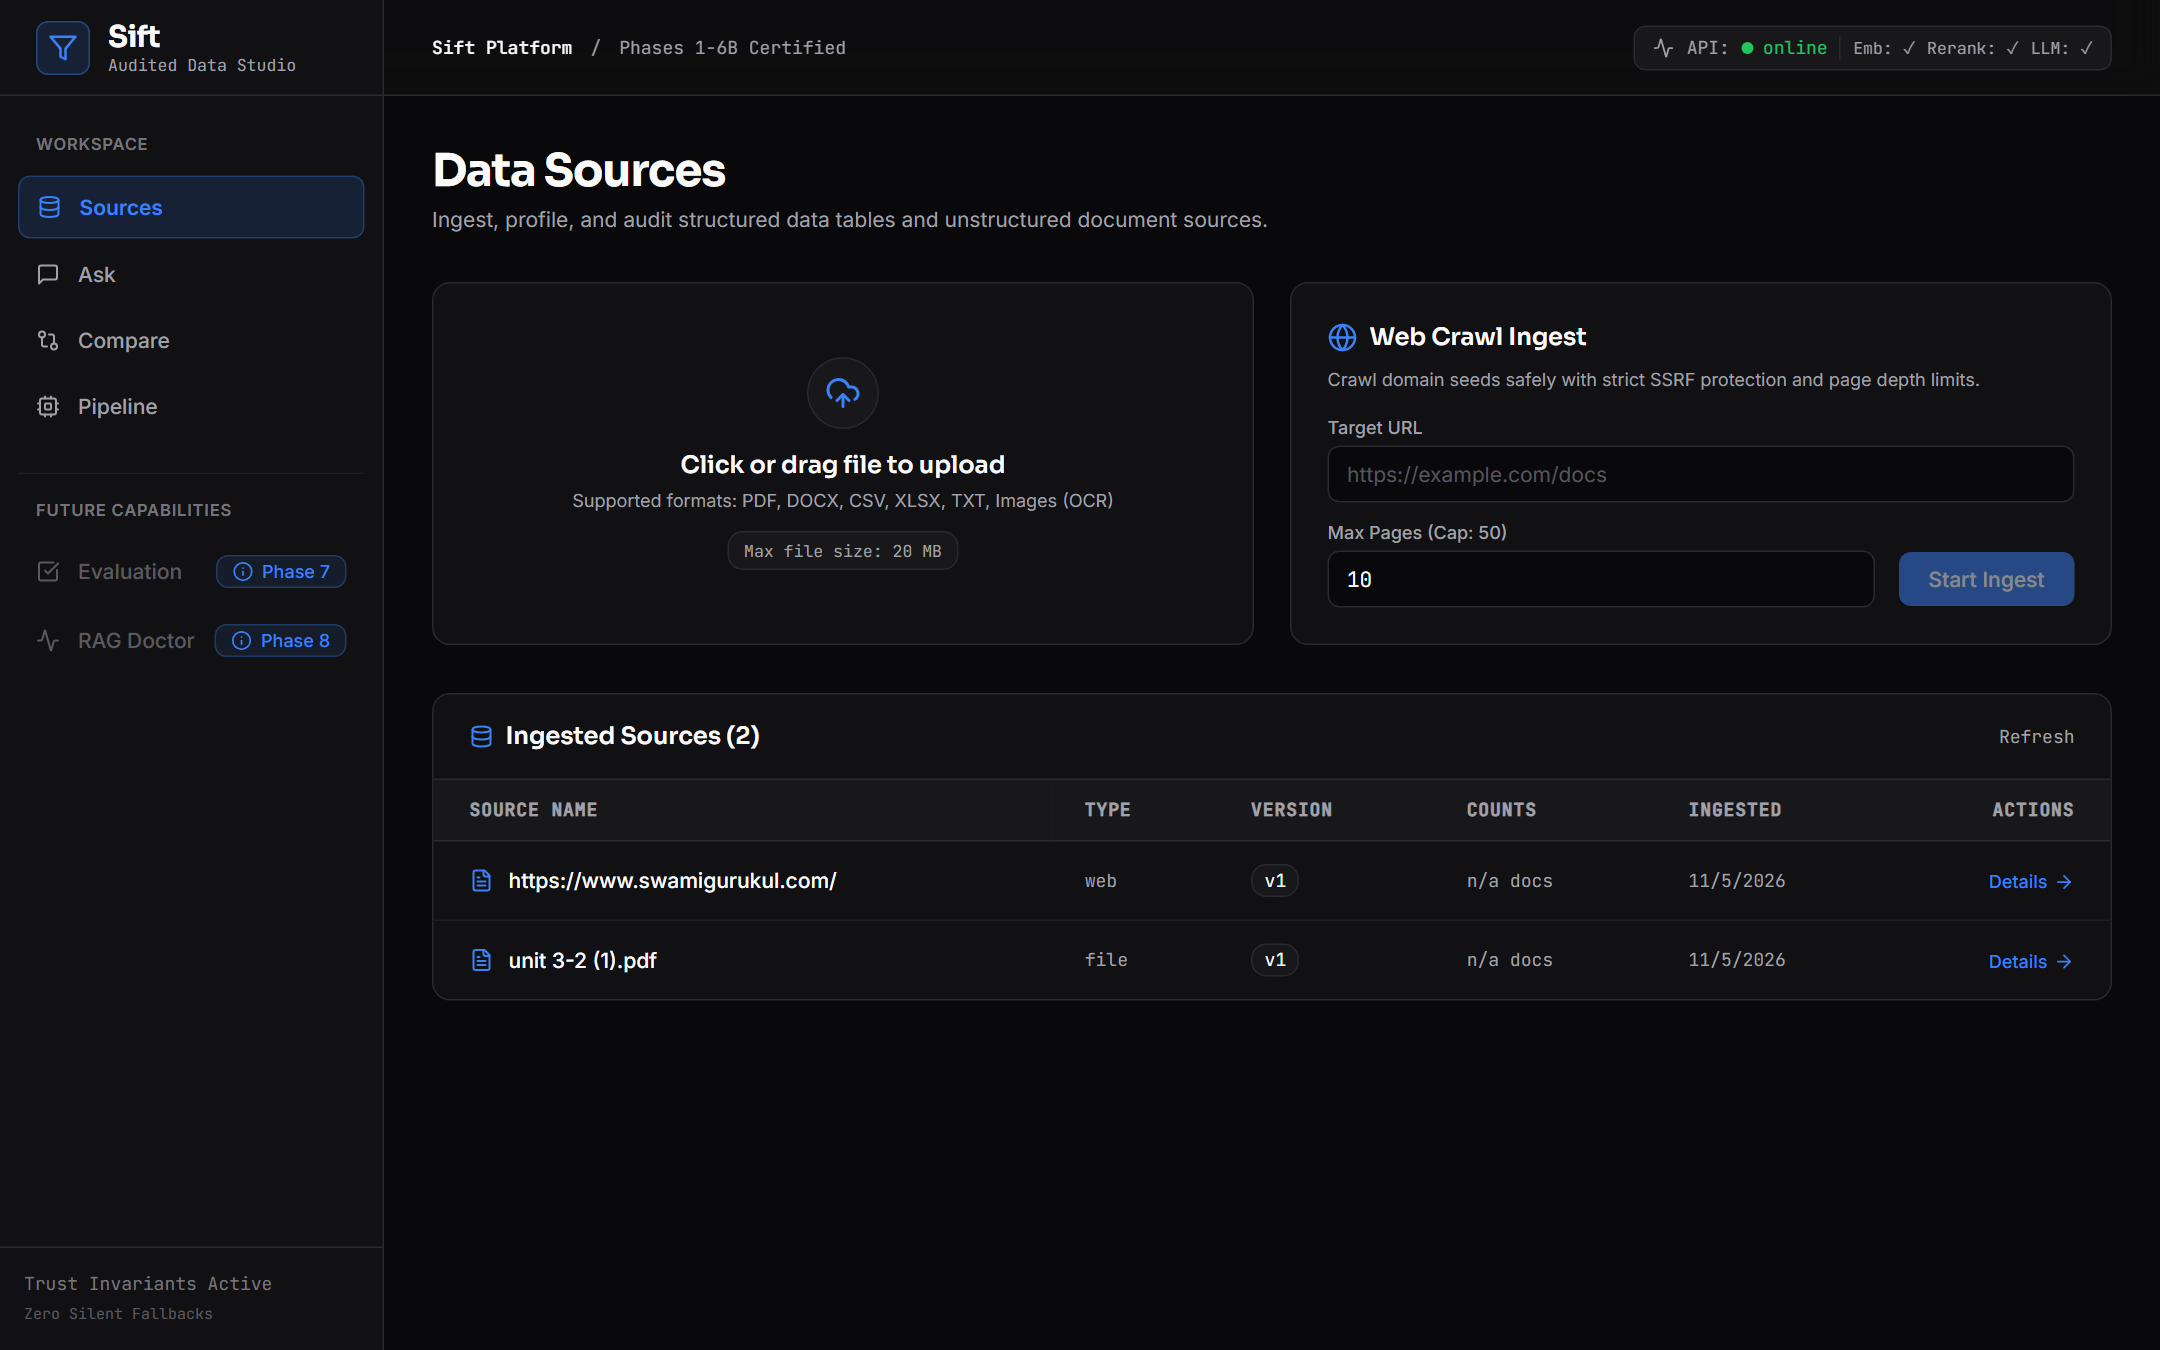 Sift
Audited Data Studio
Sift Platform / Phases 1-6B Certified
API: online Emb: ✓ Rerank: ✓ LLM: ✓
WORKSPACE
Sources
Ask
Compare
Pipeline
FUTURE CAPABILITIES
Evaluation Phase 7
RAG Doctor Phase 8
Trust Invariants Active
Zero Silent Fallbacks
Data Sources
Ingest, profile, and audit structured data tables and unstructured document sources.
Click or drag file to upload
Supported formats: PDF, DOCX, CSV, XLSX, TXT, Images (OCR)
Max file size: 20 MB
Web Crawl Ingest
Crawl domain seeds safely with strict SSRF protection and page depth limits.
Target URL
https://example.com/docs
Max Pages (Cap: 50)
10 Start Ingest
Ingested Sources (2) Refresh
SOURCE NAME TYPE VERSION COUNTS INGESTED ACTIONS
https://www.swamigurukul.com/ web v1 n/a docs 11/5/2026 Details →
unit 3-2 (1).pdf file v1 n/a docs 11/5/2026 Details →